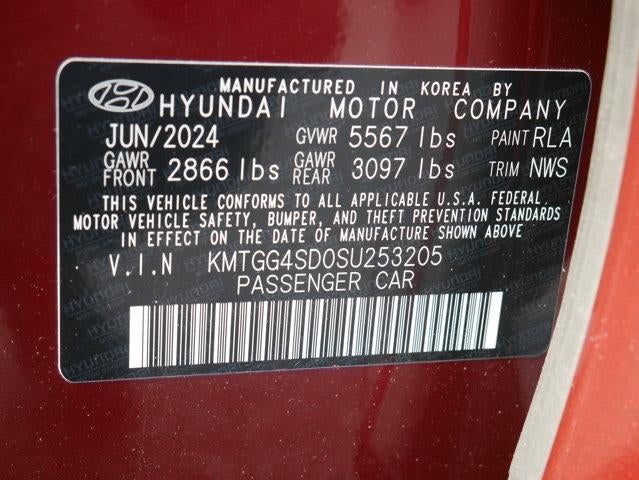 MANUFACTURED IN KOREA BY
HYUNDAI MOTOR COMPANY
JUN/2024 GVWR 5567 lbs PAINT RLA
GAWR FRONT 2866 lbs GAWR REAR 3097 lbs TRIM NWS
THIS VEHICLE CONFORMS TO ALL APPLICABLE U.S.A. FEDERAL
MOTOR VEHICLE SAFETY, BUMPER, AND THEFT PREVENTION STANDARDS
IN EFFECT ON THE DATE OF MANUFACTURE SHOWN ABOVE
V.I.N KMTGG4SD0SU253205
PASSENGER CAR